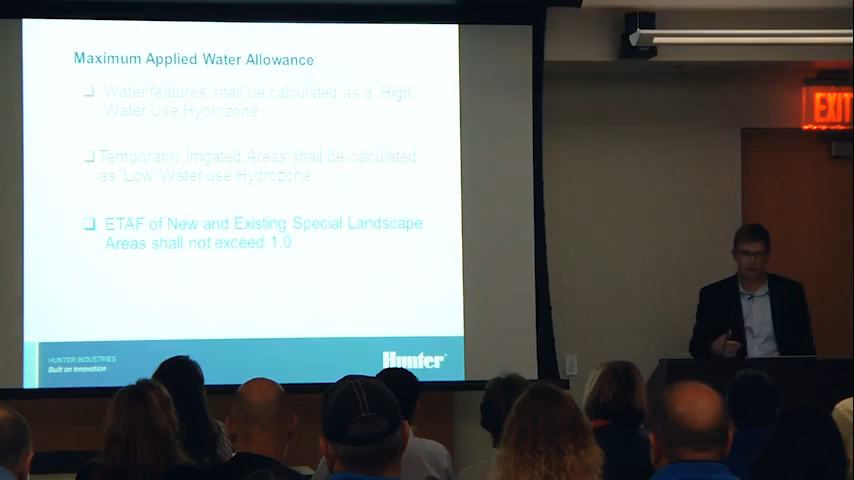 Maximum Applied Water Allowance
❑ Water features shall be calculated as a 'High'
Water Use Hydrozone
❑ Temporarily Irrigated Areas shall be calculated
as 'Low' Water use Hydrozone
❑ ETAF of New and Existing Special Landscape
Areas shall not exceed 1.0
HUNTER INDUSTRIES
Built on Innovation
Hunter®
EXIT